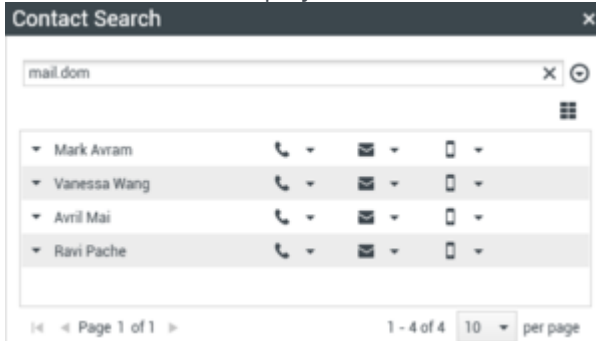 Contact Search
mail.dom
Mark Avram
Vanessa Wang
Avril Mai
Ravi Pache
Page 1 of 1 1 - 4 of 4 10 per page